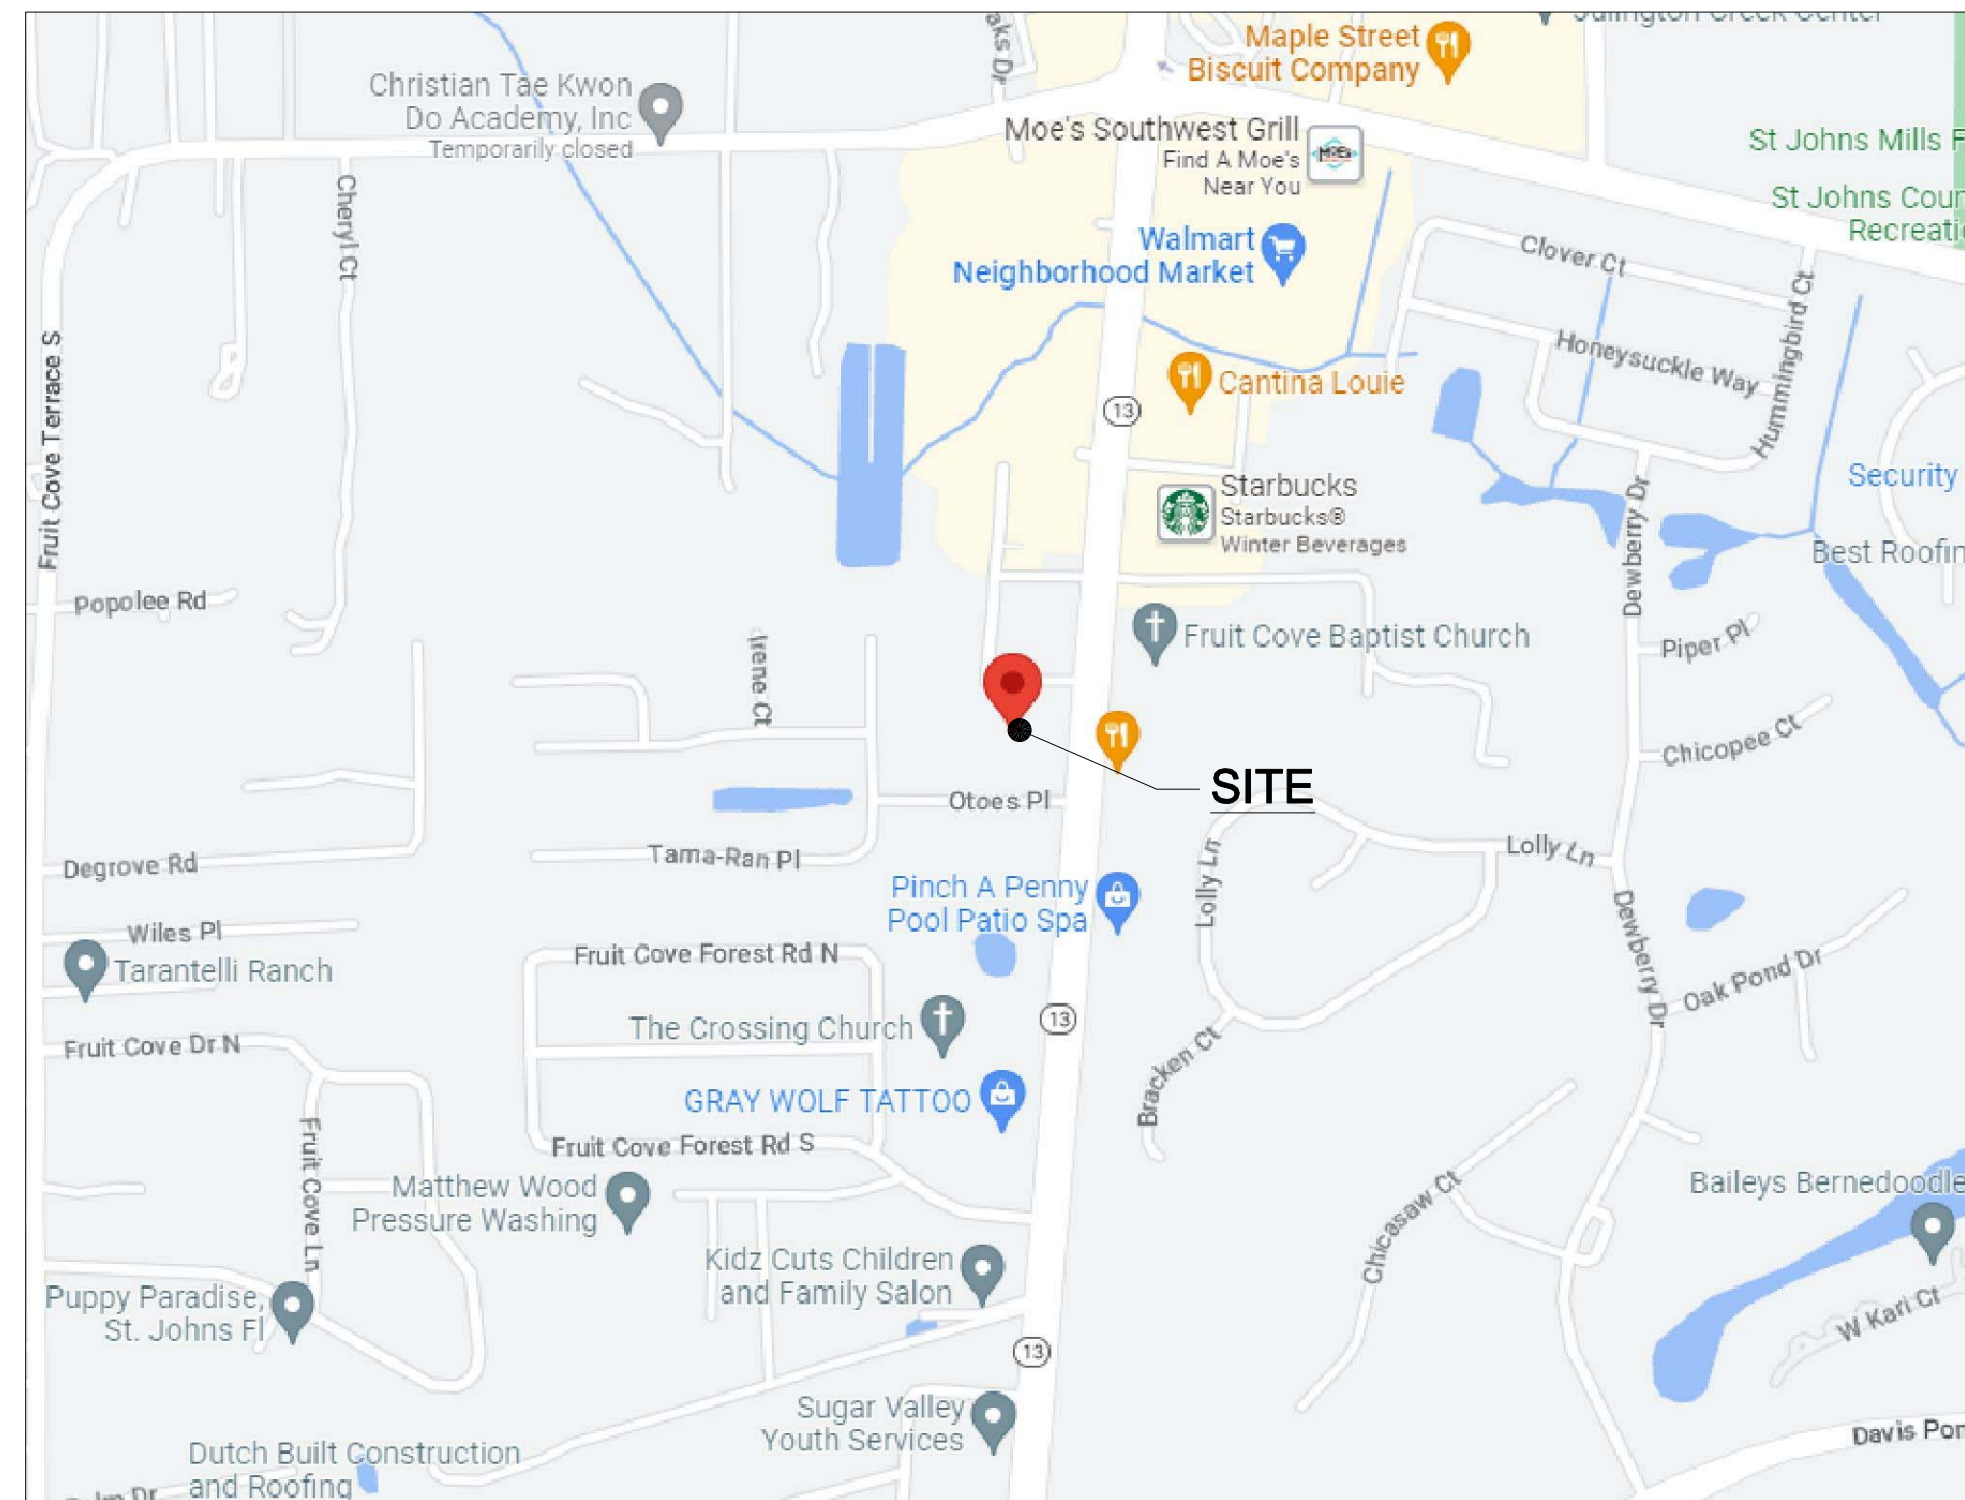 Maple Street
Biscuit Company
Christian Tae Kwon
Do Academy, Inc
Temporarily closed
Moe's Southwest Grill
Find A Moe's
Near You
St Johns Mills
St Johns
Cheryl Ct
Walmart
Neighborhood Market
Clover Ct
Hummingbird Ct
Honeysuckle Way
Fruit Cove Terrace S
Cantina Louie
13
Starbucks
Starbucks®
Winter Beverages
Security
Dewberry Dr
Best
Popolee Rd
Fruit Cove Baptist Church
Piper Pl
Irene Ct
Chicopee Ct
SITE
Otoes Pl
Lolly Ln
Lolly Ln
Degrove Rd
Tama-Ran Pl
Pinch A Penny
Pool Patio Spa
Wiles Pl
Tarantelli Ranch
Fruit Cove Forest Rd N
Dewberry Dr
Oak Pond Dr
The Crossing Church
13
Fruit Cove Dr N
Bracken Ct
GRAY WOLF TATTOO
Fruit Cove Forest Rd S
Fruit Cove Ln
Matthew Wood
Pressure Washing
Chicasaw Ct
Baileys Bernedoodle
Kidz Cuts Children
and Family Salon
Puppy Paradise,
St. Johns Fl
W Kari Ct
13
Sugar Valley
Youth Services
Davis
Dutch Built Construction
and Roofing
Dr